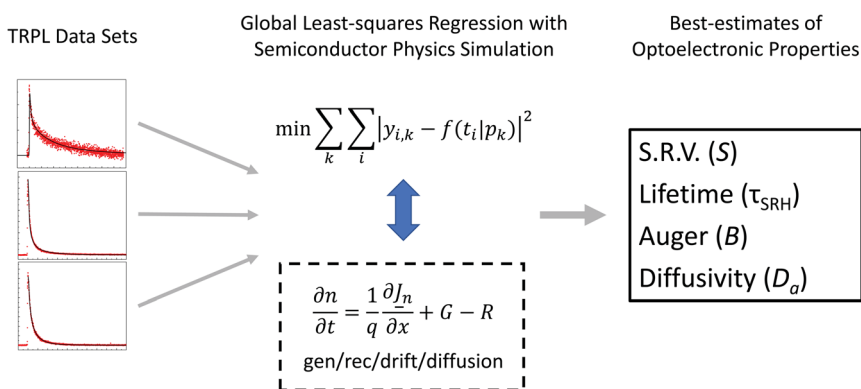 TRPL Data Sets
Global Least-squares Regression with
Semiconductor Physics Simulation
Best-estimates of
Optoelectronic Properties
min ∑_k ∑_i |y_{i,k} − f(t_i|p_k)|^2
∂n/∂t = 1/q ∂J_n/∂x + G − R
gen/rec/drift/diffusion
S.R.V. (S)
Lifetime (τ_SRH)
Auger (B)
Diffusivity (D_a)